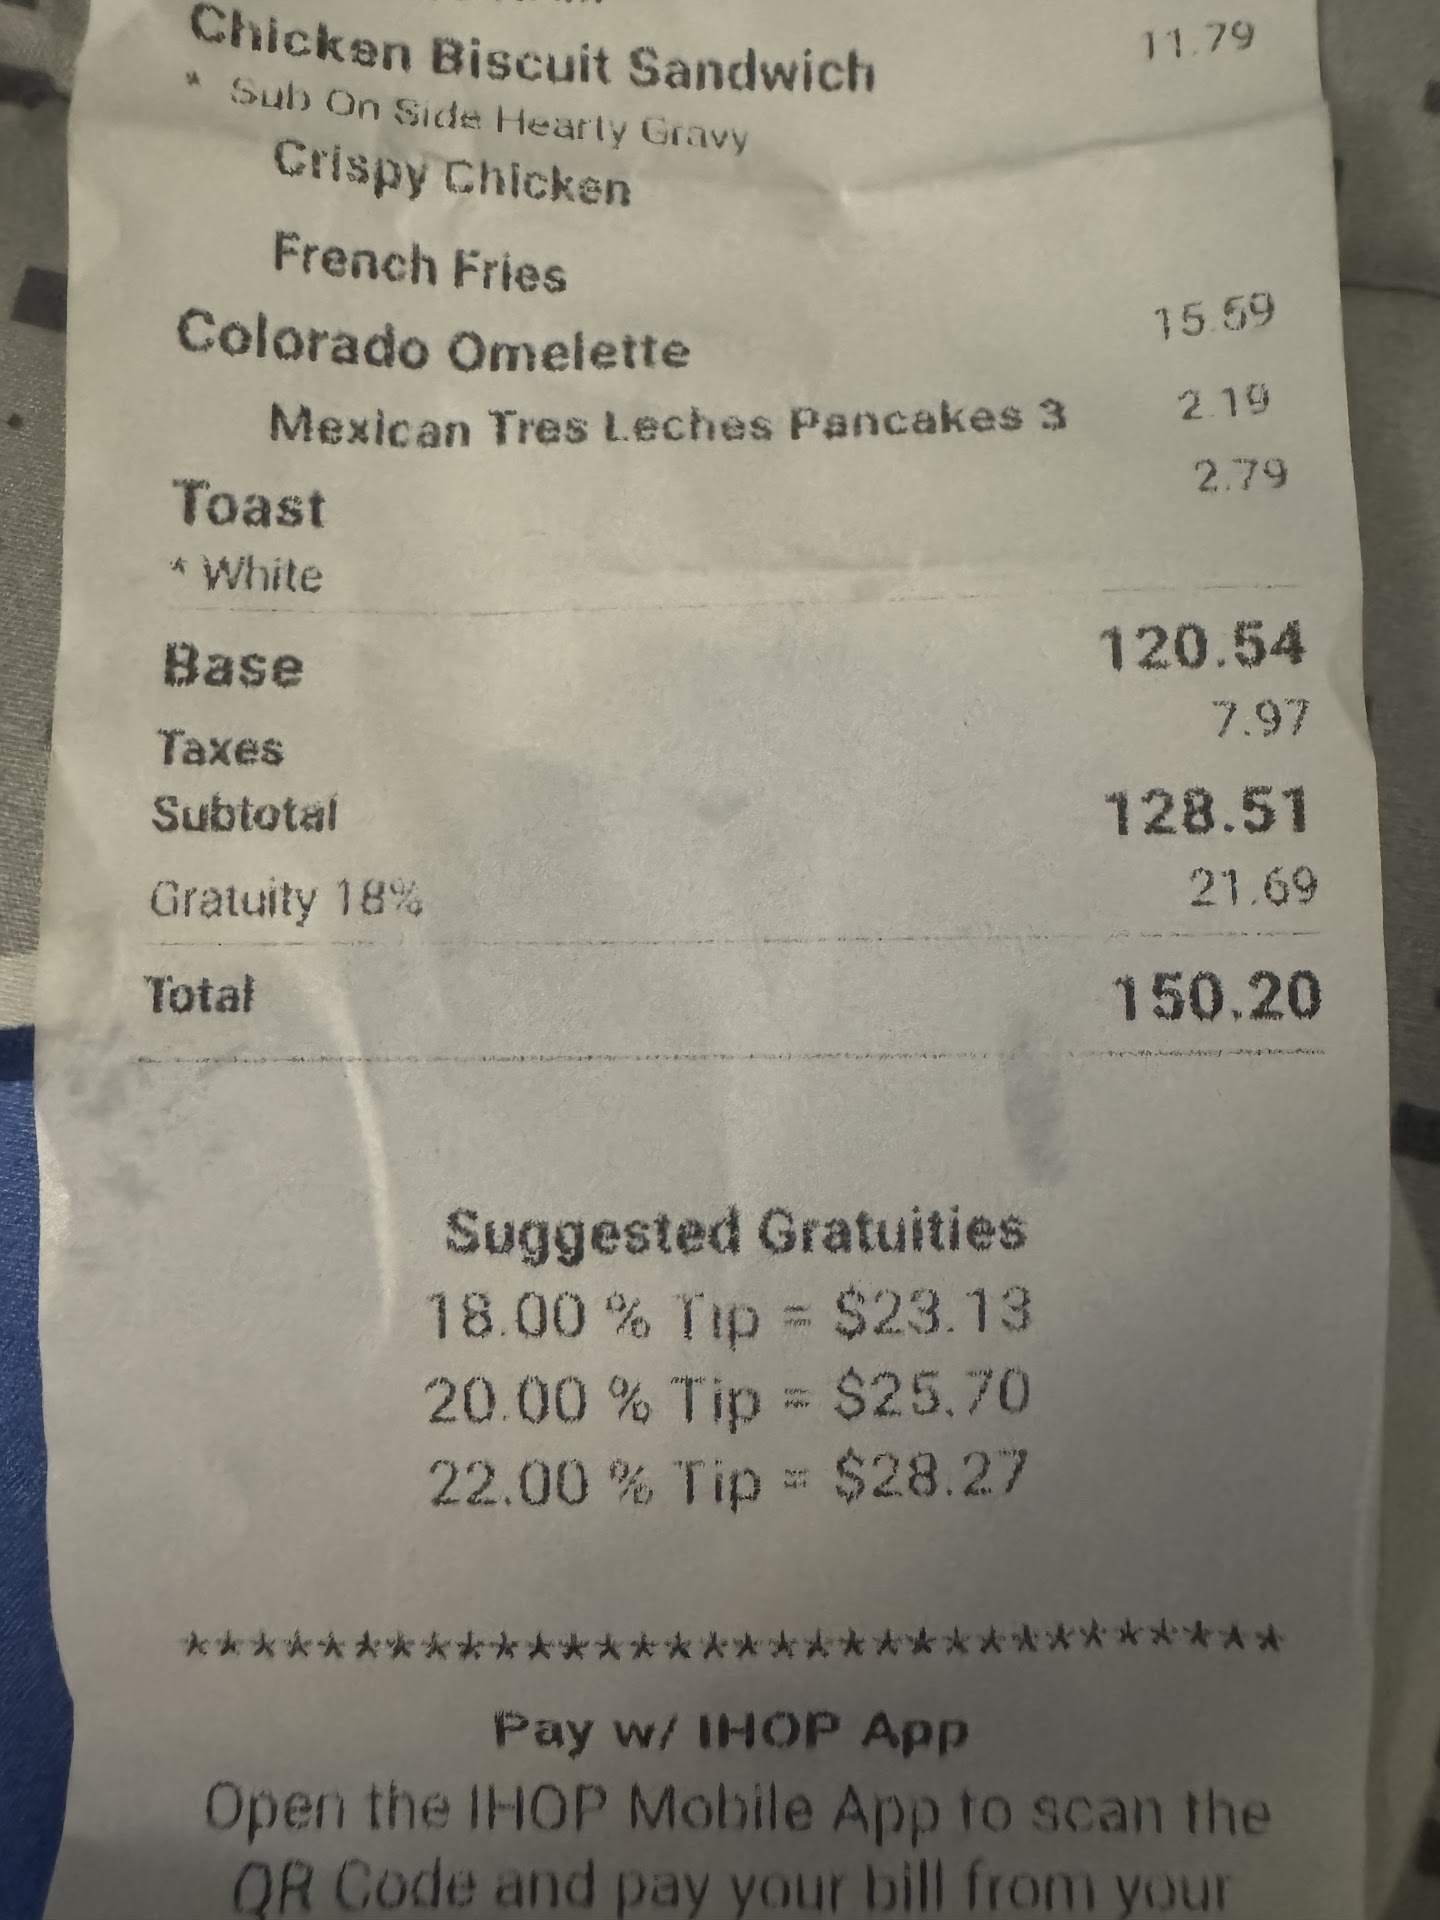 Chicken Biscuit Sandwich 11.79
* Sub On Side Hearty Gravy
Crispy Chicken
French Fries
Colorado Omelette 15.59
Mexican Tres Leches Pancakes 3 2.19
Toast 2.79
* White
Base 120.54
Taxes 7.97
Subtotal 128.51
Gratuity 18% 21.69
Total 150.20
Suggested Gratuities
18.00 % Tip = $23.13
20.00 % Tip = $25.70
22.00 % Tip = $28.27
*********************************
Pay w/ IHOP App
Open the IHOP Mobile App to scan the
QR Code and pay your bill from your